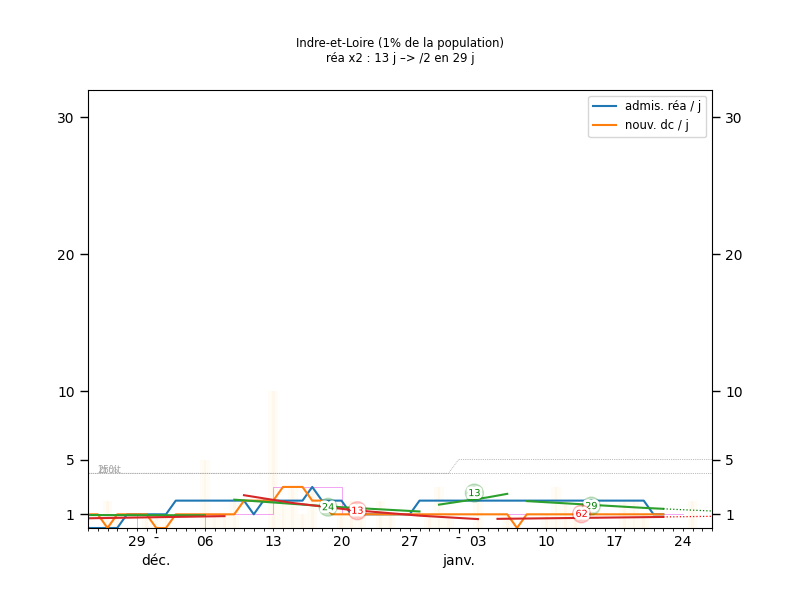 Indre-et-Loire (1% de la population)
réa x2 : 13 j –> /2 en 29 j
admis. réa / j
nouv. dc / j
30 30
20 20
10 10
5 5
1 1
13
24
13
29
62
29 06 13 20 27 03 10 17 24
déc. janv.